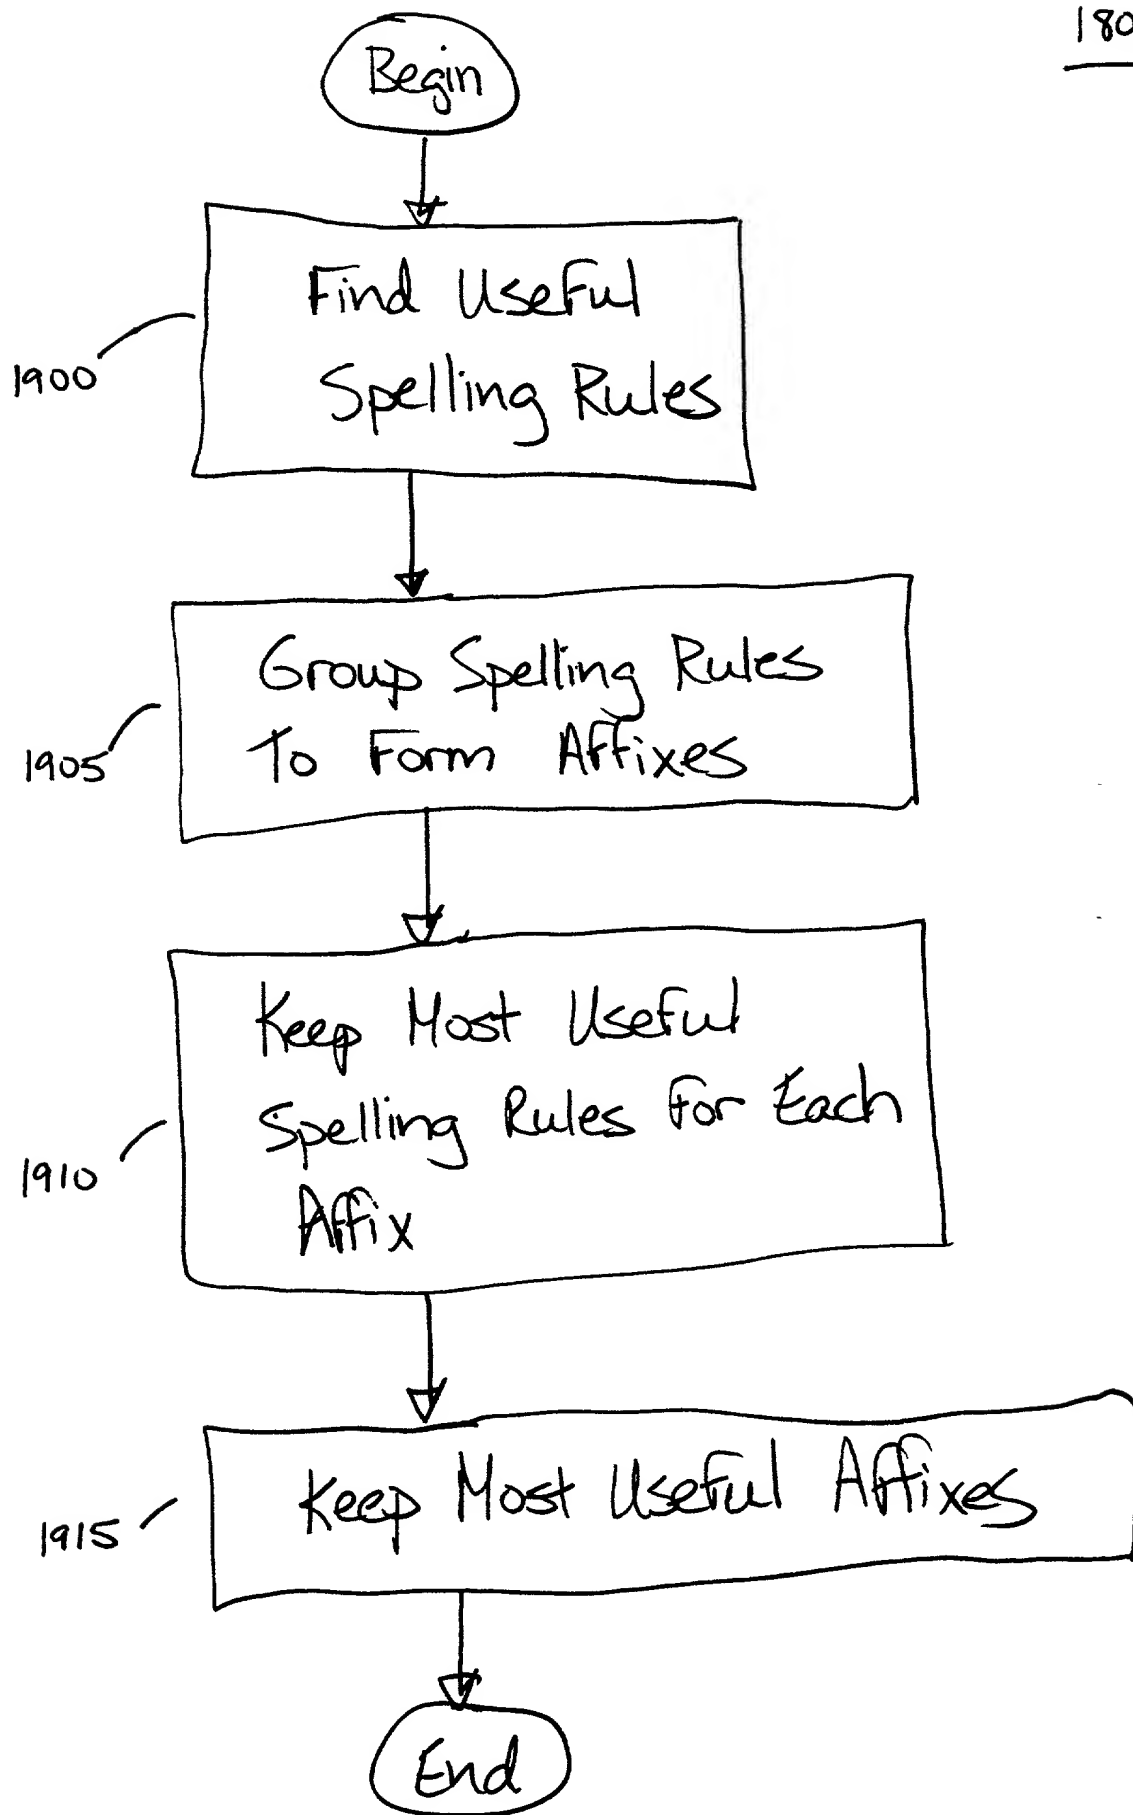 180
Begin
Find Useful
Spelling Rules
1900
Group Spelling Rules
To Form Affixes
1905
Keep Most Useful
Spelling Rules For Each
Affix
1910
Keep Most Useful Affixes
1915
End